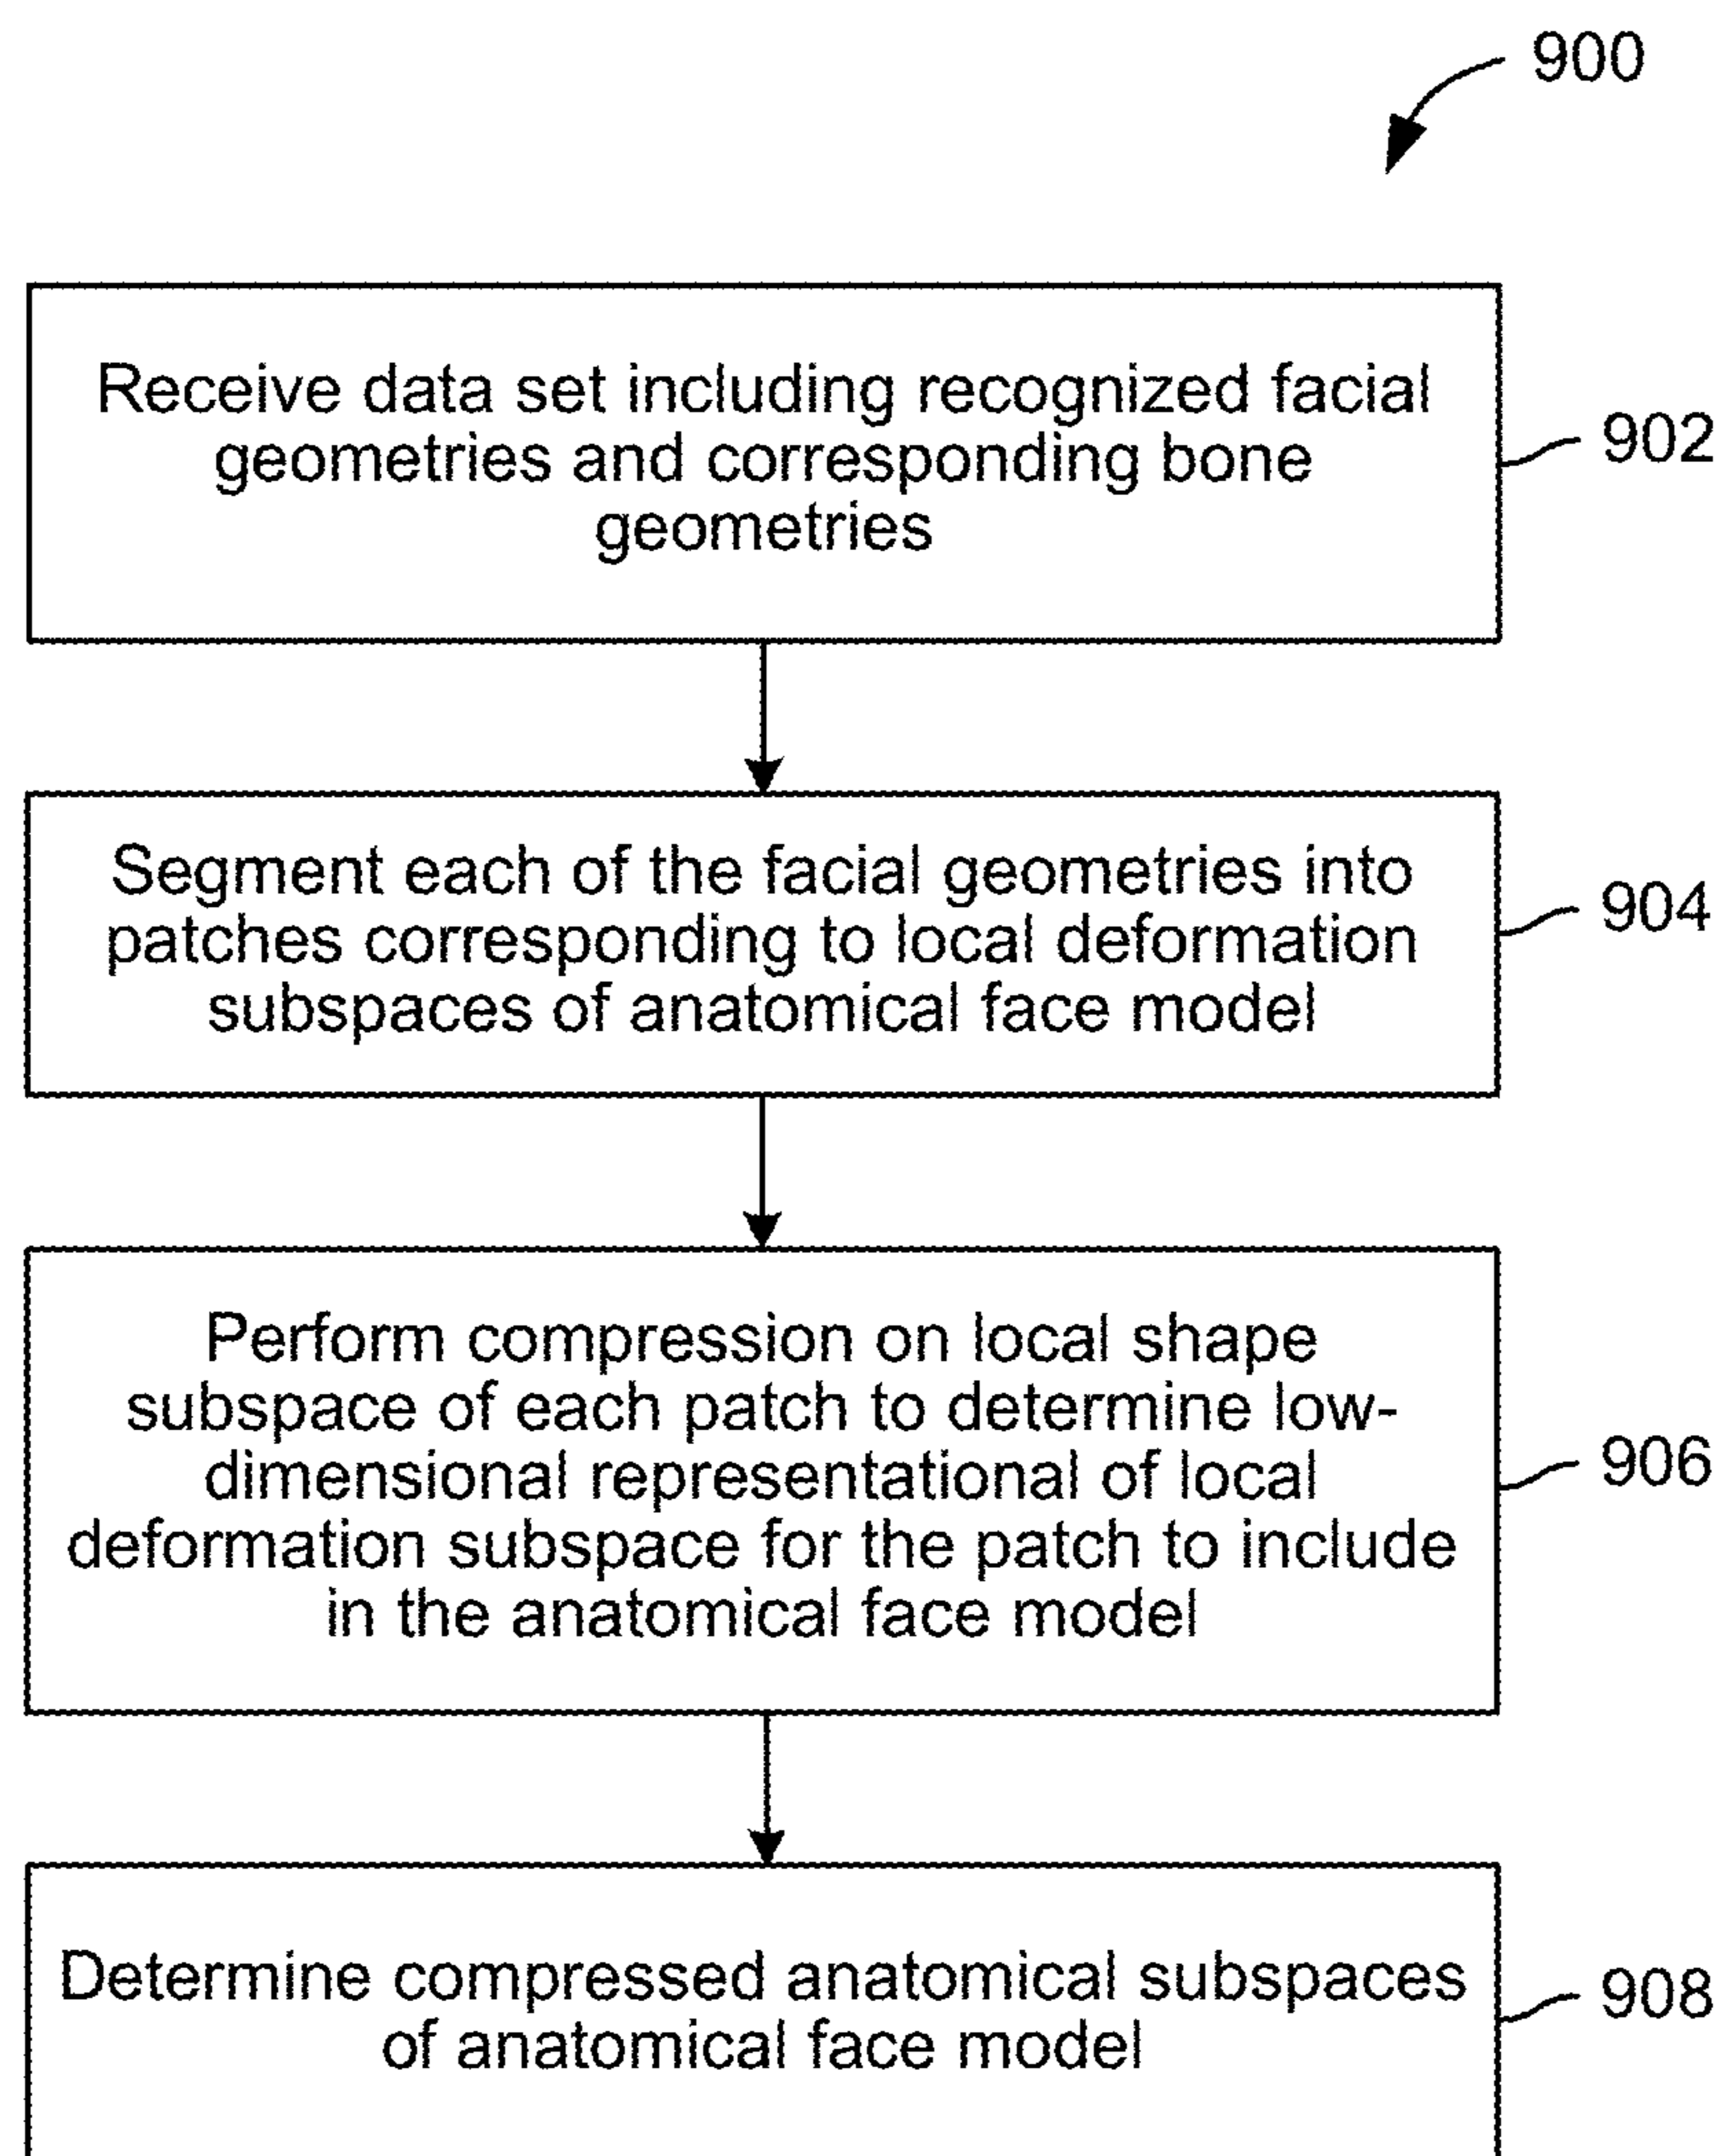 900
Receive data set including recognized facial
geometries and corresponding bone
geometries
902
Segment each of the facial geometries into
patches corresponding to local deformation
subspaces of anatomical face model
904
Perform compression on local shape
subspace of each patch to determine low-
dimensional representational of local
deformation subspace for the patch to include
in the anatomical face model
906
Determine compressed anatomical subspaces
of anatomical face model
908